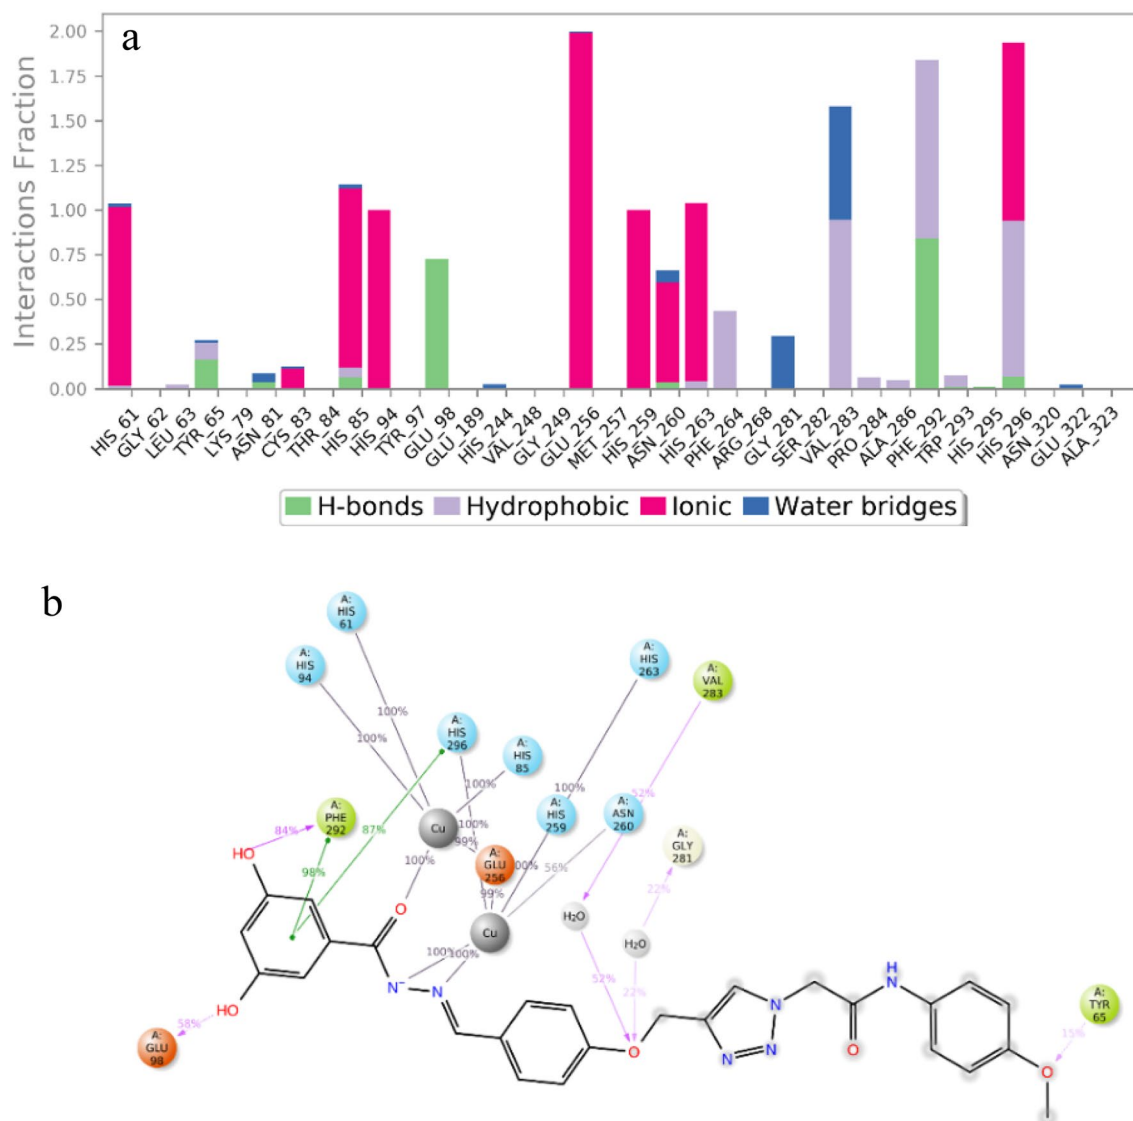 a
Interactions Fraction
2.00
1.75
1.50
1.25
1.00
0.75
0.50
0.25
0.00
HIS_61
GLY_62
LEU_63
TYR_65
LYS_79
ASN_81
CYS_83
THR_84
HIS_85
HIS_94
TYR_97
GLU_98
GLU_189
HIS_244
VAL_248
GLY_249
GLU_256
MET_257
HIS_259
ASN_260
HIS_263
PHE_264
ARG_268
GLY_281
SER_282
VAL_283
PRO_284
ALA_286
PHE_292
TRP_293
HIS_295
HIS_296
ASN_320
GLU_322
ALA_323
H-bonds Hydrophobic Ionic Water bridges
b
A:
HIS
61
A:
HIS
94
A:
HIS
263
A:
VAL
283
A:
HIS
296
A:
HIS
85
100%
100%
100%
100%
52%
A:
PHE
292
A:
HIS
259
A:
ASN
260
A:
GLY
281
84%
87%
Cu
100%
99%
HO
98%
100%
A:
GLU
256
00%
56%
99%
22%
O
Cu
H₂O
H₂O
100%
100%
52%
22%
N⁻
N
HO
58%
A:
GLU
98
O
N
N
N
O
H
N
O
15%
A:
TYR
65